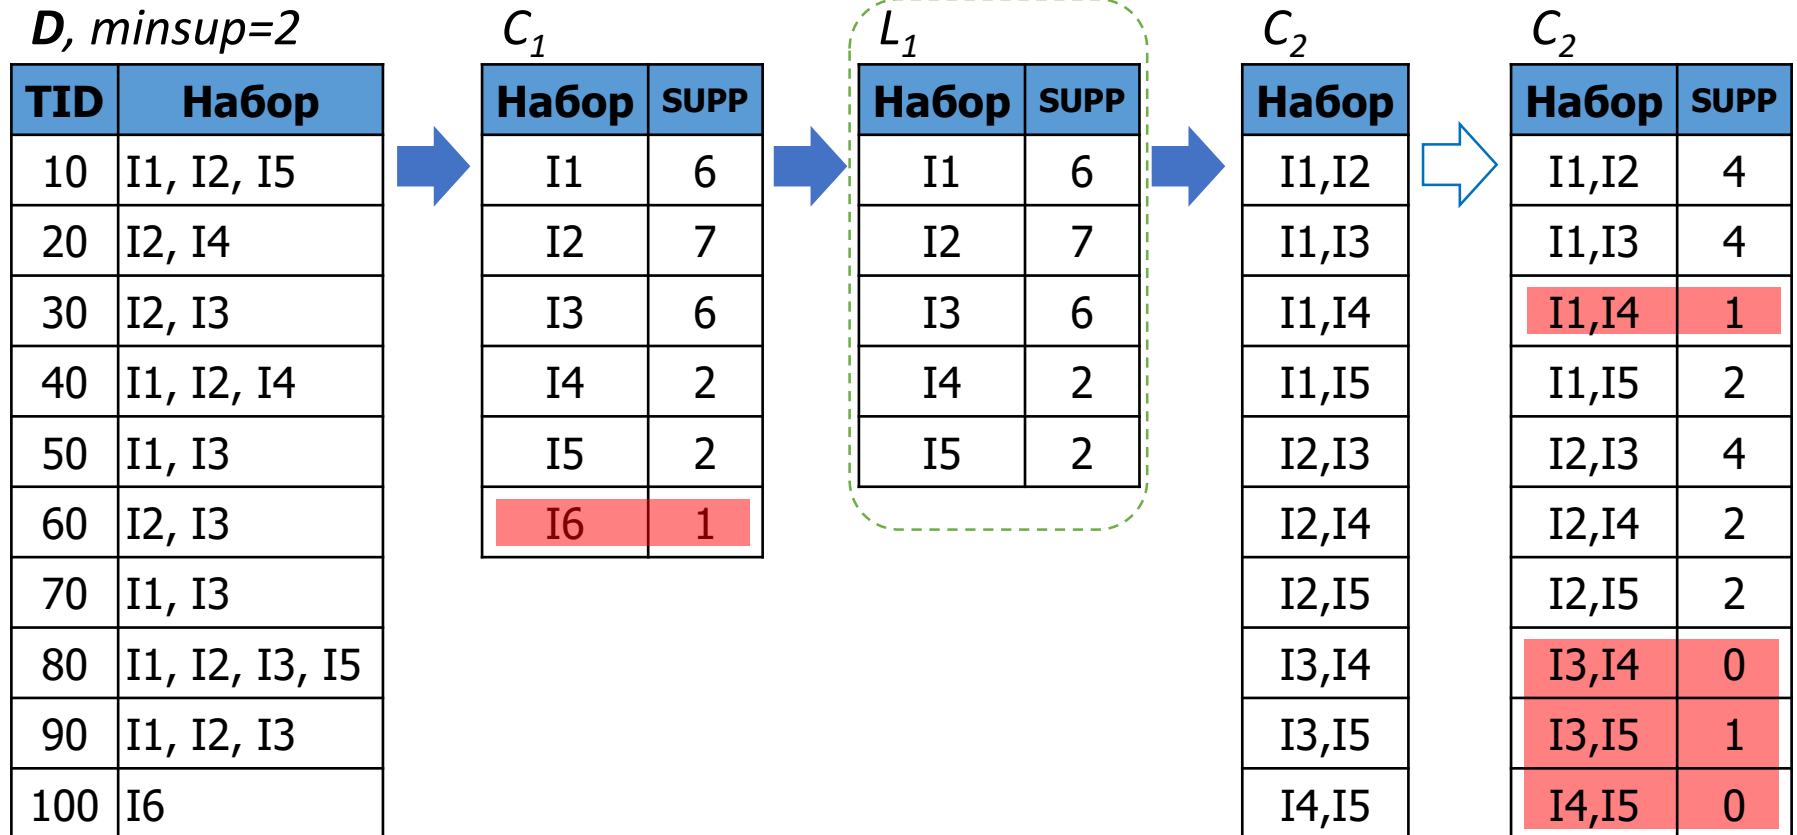 D, minsup=2 C1 L1 C2 C2
TID Набор Набор SUPP Набор SUPP Набор Набор SUPP
10 I1, I2, I5 I1 6 I1 6 I1,I2 I1,I2 4
20 I2, I4 I2 7 I2 7 I1,I3 I1,I3 4
30 I2, I3 I3 6 I3 6 I1,I4 I1,I4 1
40 I1, I2, I4 I4 2 I4 2 I1,I5 I1,I5 2
50 I1, I3 I5 2 I5 2 I2,I3 I2,I3 4
60 I2, I3 I6 1 I2,I4 I2,I4 2
70 I1, I3 I2,I5 I2,I5 2
80 I1, I2, I3, I5 I3,I4 I3,I4 0
90 I1, I2, I3 I3,I5 I3,I5 1
100 I6 I4,I5 I4,I5 0